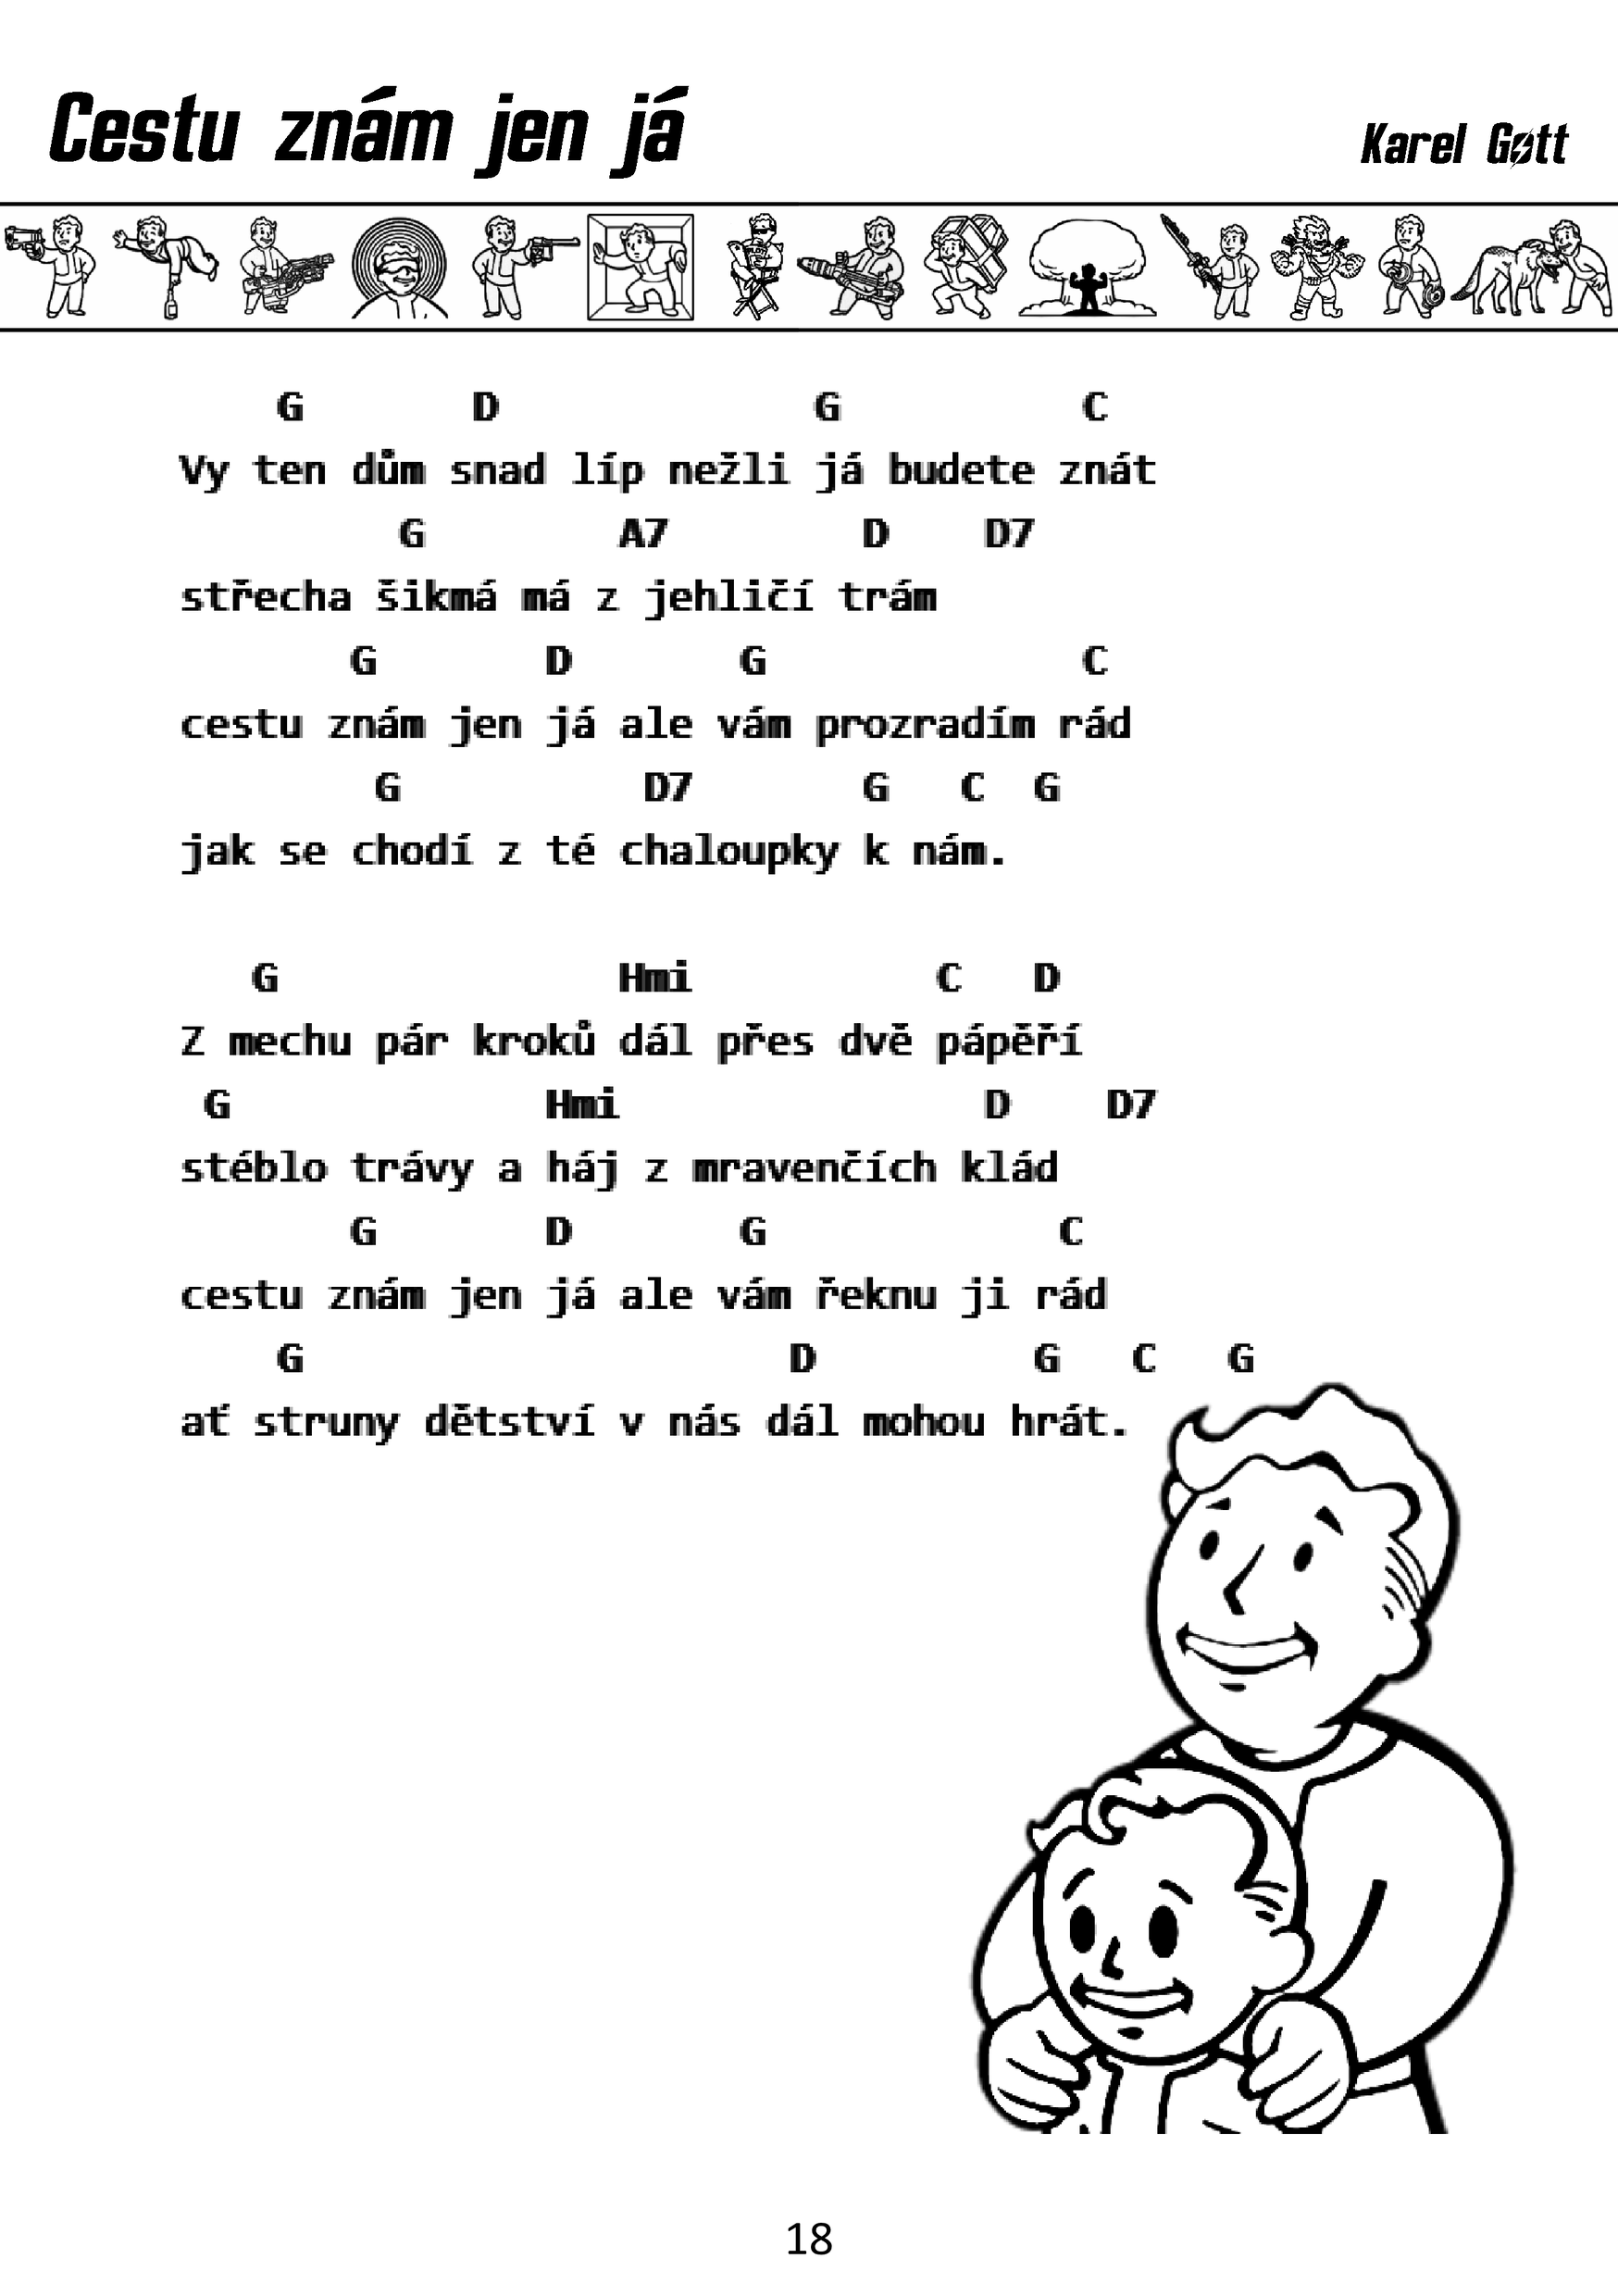 Cestu znám jen já
Karel Gott
G D G C
Vy ten dům snad líp nežli já budete znát
G A7 D D7
střecha šikmá má z jehličí trám
G D G C
cestu znám jen já ale vám prozradím rád
G D7 G C G
jak se chodí z té chaloupky k nám.
G Hmi C D
Z mechu pár kroků dál přes dvě pápěří
G Hmi D D7
stéblo trávy a háj z mravenčích klád
G D G C
cestu znám jen já ale vám řeknu ji rád
G D G C G
ať struny dětství v nás dál mohou hrát.
18